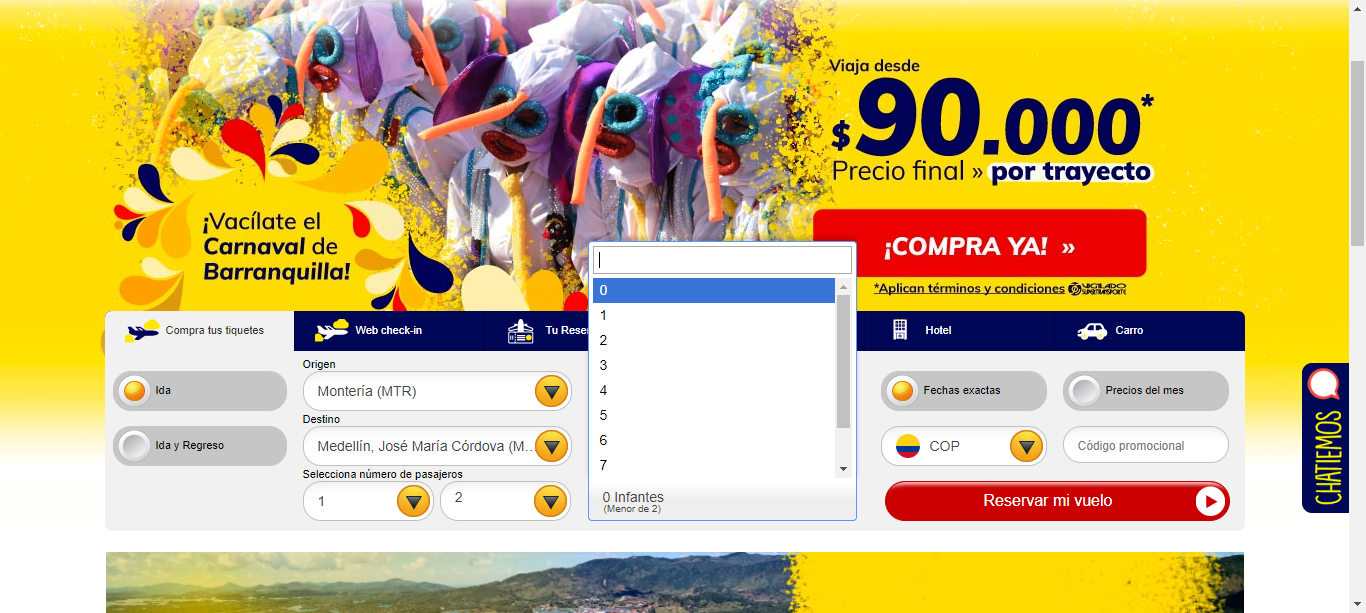 Viaja desde
$90.000*
Precio final » por trayecto
¡Vacílate el
Carnaval de
Barranquilla!
¡COMPRA YA! »
*Aplican términos y condiciones VIGILADO
SUPERTRANSPORTE
Compra tus tiquetes
Web check-in
Tu Rese
Hotel
Carro
Ida
Ida y Regreso
Origen
Montería (MTR)
Destino
Medellín, José María Córdova (M...
Selecciona número de pasajeros
1
2
0
1
2
3
4
5
6
7
0 Infantes
(Menor de 2)
Fechas exactas
Precios del mes
COP
Código promocional
Reservar mi vuelo
CHATIEMOS